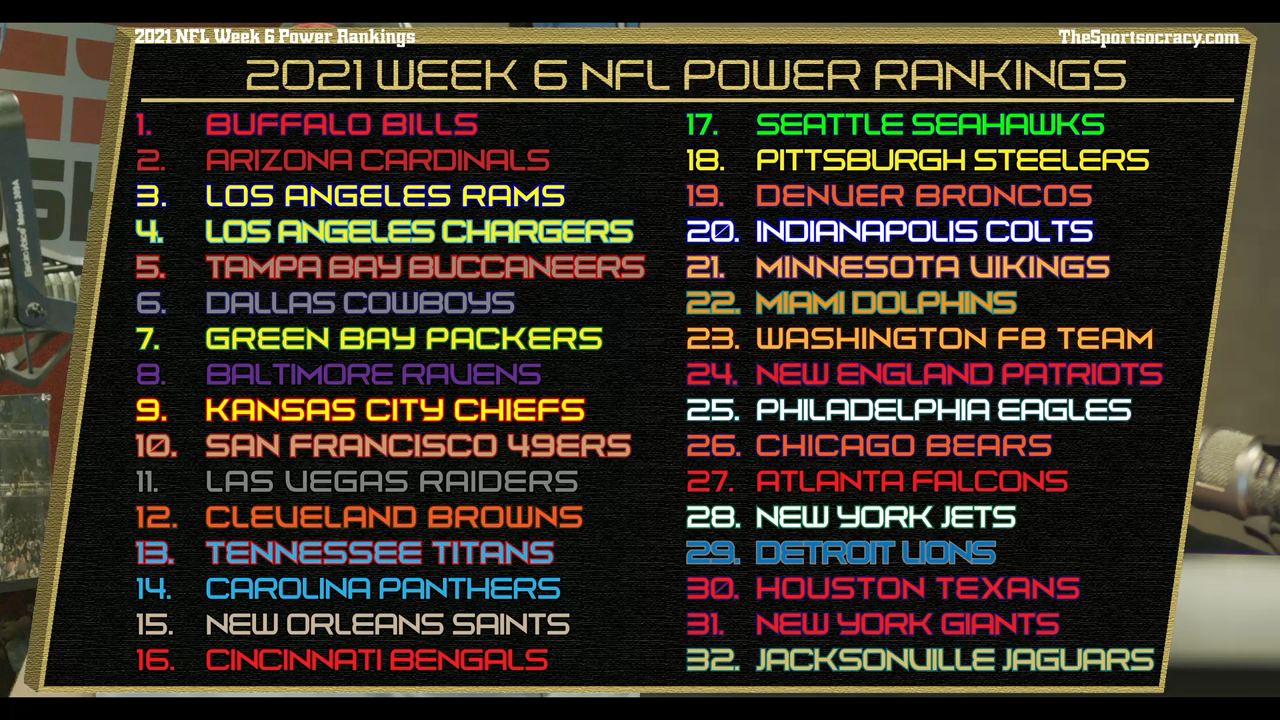 2021 NFL Week 6 Power Rankings
TheSportsocracy.com
2021 WEEK 6 NFL POWER RANKINGS
1. BUFFALO BILLS
2. ARIZONA CARDINALS
3. LOS ANGELES RAMS
4. LOS ANGELES CHARGERS
5. TAMPA BAY BUCCANEERS
6. DALLAS COWBOYS
7. GREEN BAY PACKERS
8. BALTIMORE RAVENS
9. KANSAS CITY CHIEFS
10. SAN FRANCISCO 49ERS
11. LAS VEGAS RAIDERS
12. CLEVELAND BROWNS
13. TENNESSEE TITANS
14. CAROLINA PANTHERS
15. NEW ORLEANS SAINTS
16. CINCINNATI BENGALS
17. SEATTLE SEAHAWKS
18. PITTSBURGH STEELERS
19. DENVER BRONCOS
20. INDIANAPOLIS COLTS
21. MINNESOTA VIKINGS
22. MIAMI DOLPHINS
23. WASHINGTON FB TEAM
24. NEW ENGLAND PATRIOTS
25. PHILADELPHIA EAGLES
26. CHICAGO BEARS
27. ATLANTA FALCONS
28. NEW YORK JETS
29. DETROIT LIONS
30. HOUSTON TEXANS
31. NEW YORK GIANTS
32. JACKSONVILLE JAGUARS